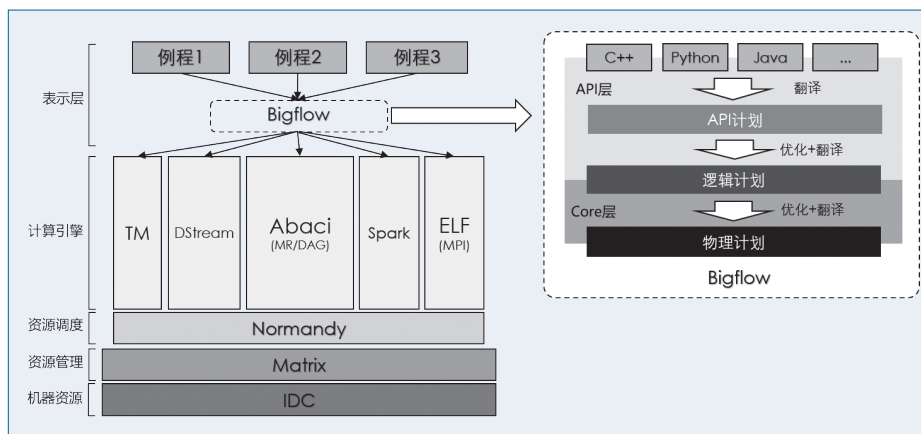 表示层
例程1
例程2
例程3
Bigflow
计算引擎
TM
DStream
Abaci
(MR/DAG)
Spark
ELF
(MPI)
资源调度
Normandy
资源管理
Matrix
机器资源
IDC
C++
Python
Java
...
API层
翻译
API计划
优化+翻译
逻辑计划
Core层
优化+翻译
物理计划
Bigflow